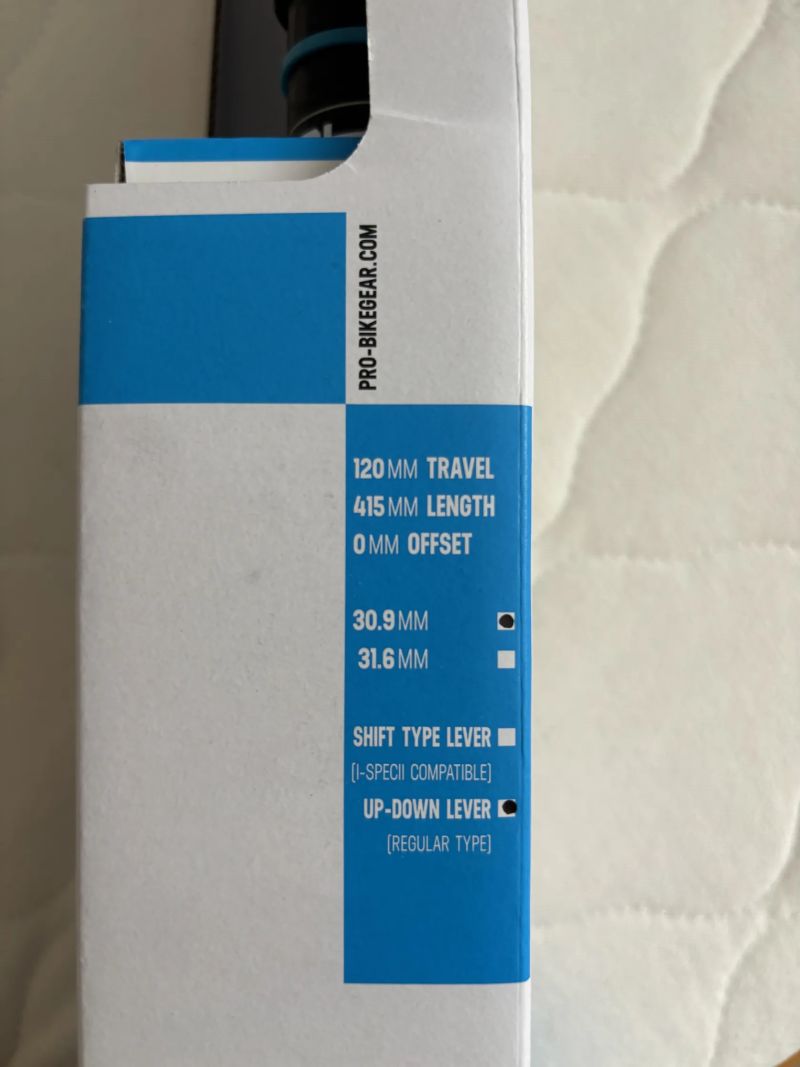 PRO-BIKEGEAR.COM
120MM TRAVEL
415MM LENGTH
0MM OFFSET
30.9MM
31.6MM
SHIFT TYPE LEVER
[I-SPECII COMPATIBLE]
UP-DOWN LEVER
[REGULAR TYPE]